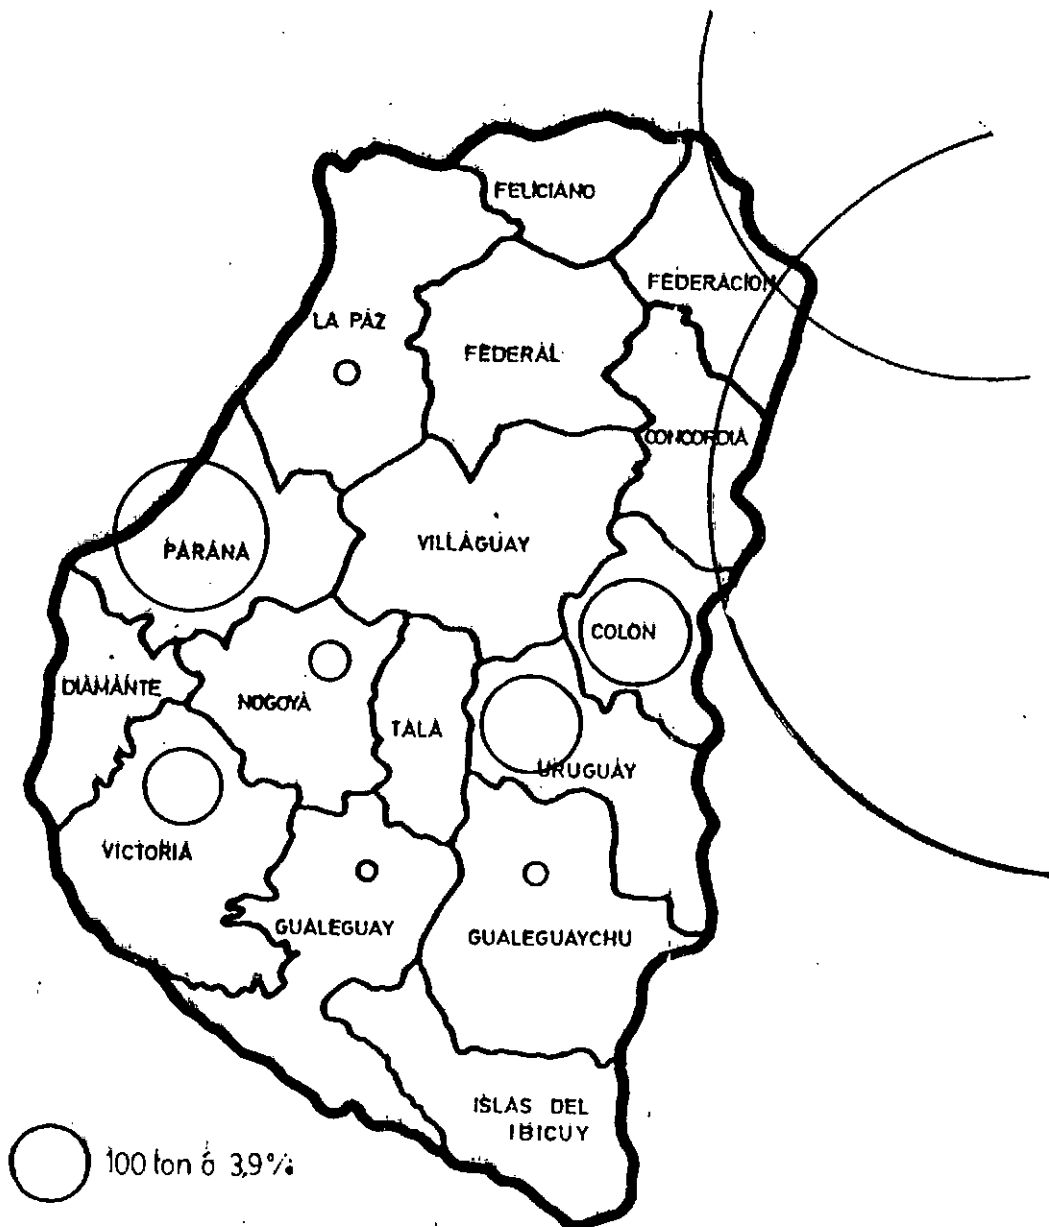 FELICIANO
FEDERACION
LA PAZ
FEDERAL
CONCORDIA
PARANA
VILLAGUAY
COLON
DIAMANTE
NOGOYA
TALA
URUGUAY
VICTORIA
GUALEGUAY
GUALEGUAYCHU
ISLAS DEL
IBICUY
100 ton ó 3,9%